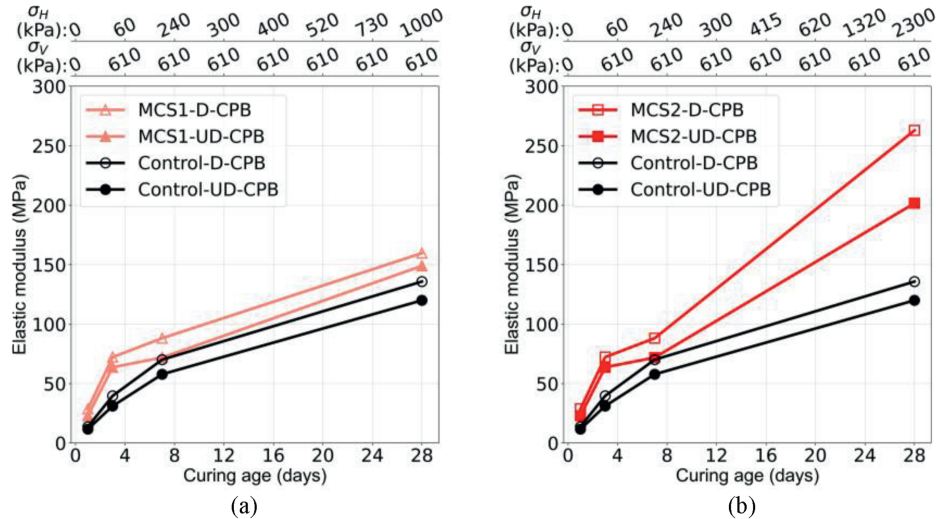 σH
(kPa): 0 60 240 300 520 730 1000
σV
(kPa): 0 610 610 610 610 610 610
300
250
200
150
100
50
0
Elastic modulus (MPa)
MCS1-D-CPB
MCS1-UD-CPB
Control-D-CPB
Control-UD-CPB
0 4 8 12 16 20 24 28
Curing age (days)
(a)
σH
(kPa): 0 60 240 300 415 620 1320 2300
σV
(kPa): 0 610 610 610 610 610 610 610
300
250
200
150
100
50
0
Elastic modulus (MPa)
MCS2-D-CPB
MCS2-UD-CPB
Control-D-CPB
Control-UD-CPB
0 4 8 12 16 20 24 28
Curing age (days)
(b)